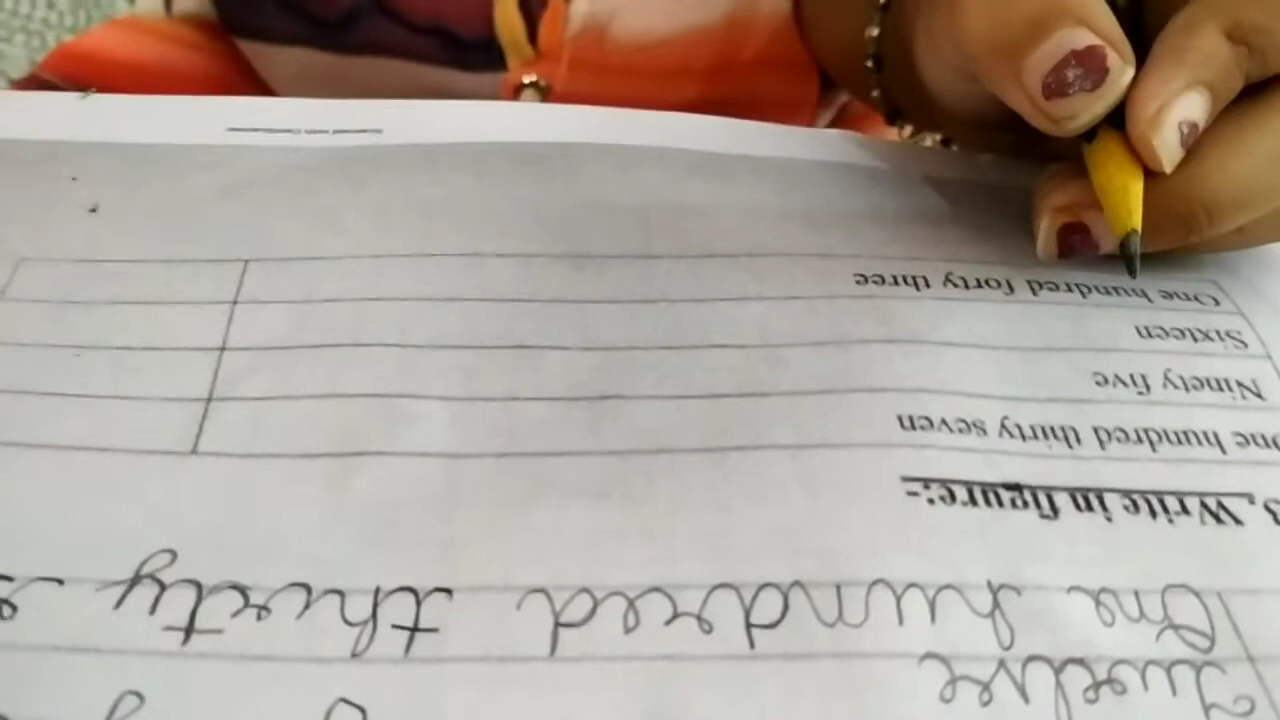 Twelve
One hundred thirty s
3. Write in figure:-
One hundred thirty seven
Ninety five
Sixteen
One hundred forty three